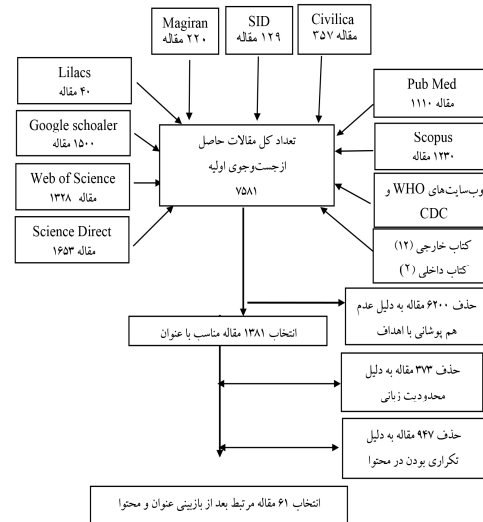 Magiran
۲۲۰ مقاله
SID
۱۲۹ مقاله
Civilica
۳۵۷ مقاله
Lilacs
۴۰ مقاله
Google schoaler
۱۵۰۰ مقاله
Web of Science
۱۳۲۸ مقاله
Science Direct
۱۶۵۳ مقاله
تعداد کل مقالات حاصل
ازجست‌وجوی اولیه
۷۵۸۱
Pub Med
۱۱۱۰ مقاله
Scopus
۱۲۳۰ مقاله
وب‌سایت‌های WHO و
CDC
کتاب خارجی (۱۲)
کتاب داخلی (۲)
حذف ۶۲۰۰ مقاله به دلیل عدم
هم پوشانی با اهداف
انتخاب ۱۳۸۱ مقاله مناسب با عنوان
حذف ۳۷۳ مقاله به دلیل
محدودیت زبانی
حذف ۹۴۷ مقاله به دلیل
تکراری بودن در محتوا
انتخاب ۶۱ مقاله مرتبط بعد از بازبینی عنوان و محتوا